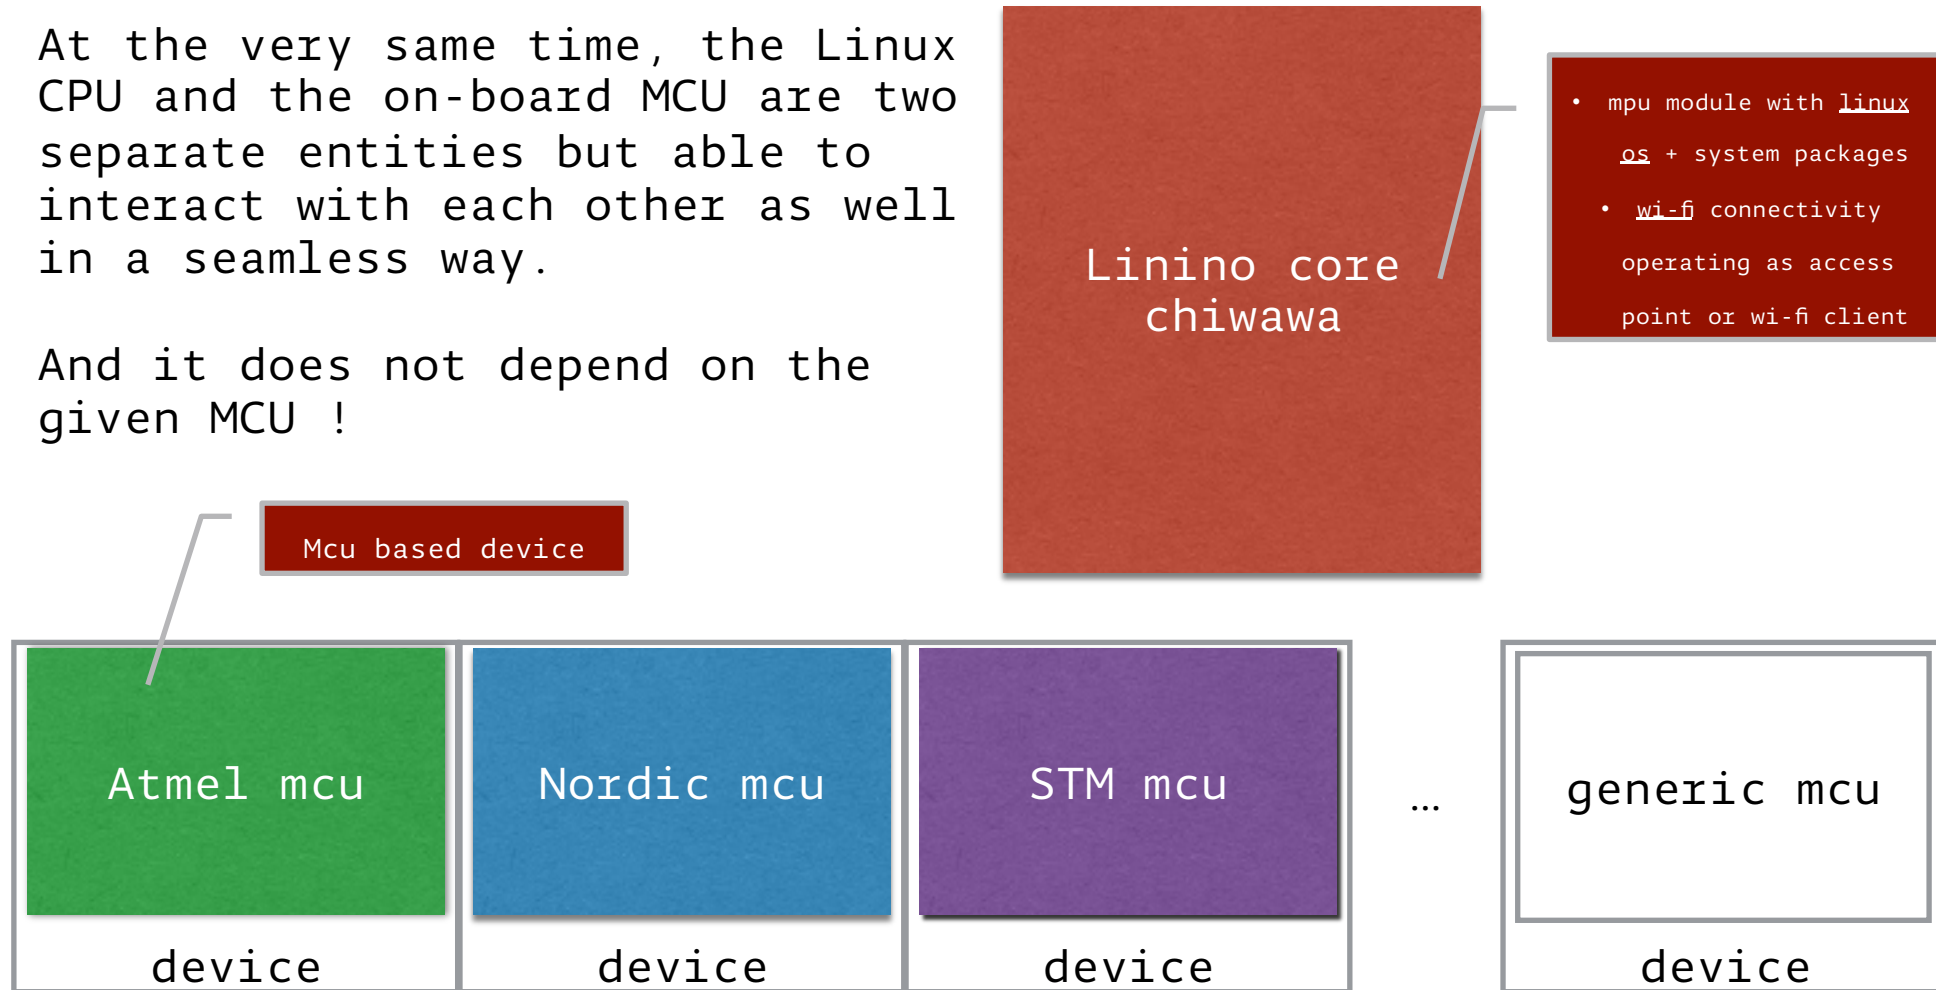 At the very same time, the Linux
CPU and the on-board MCU are two
separate entities but able to
interact with each other as well
in a seamless way.
And it does not depend on the
given MCU !
Linino core
chiwawa
• mpu module with linux
os + system packages
• wi-fi connectivity
operating as access
point or wi-fi client
Mcu based device
Atmel mcu
device
Nordic mcu
device
STM mcu
device
...
generic mcu
device